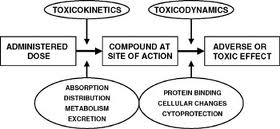 TOXICOKINETICS
TOXICODYNAMICS
ADMINISTERED
DOSE
COMPOUND AT
SITE OF ACTION
ADVERSE OR
TOXIC EFFECT
ABSORPTION
DISTRIBUTION
METABOLISM
EXCRETION
PROTEIN BINDING
CELLULAR CHANGES
CYTOPROTECTION